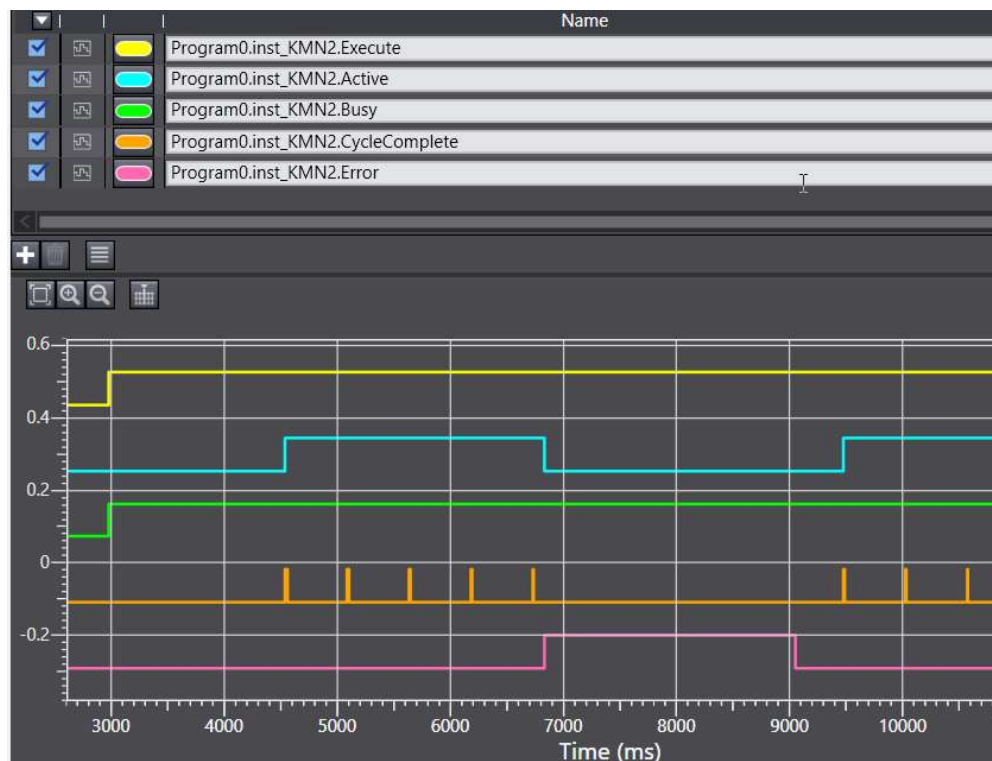 Name
Program0.inst_KMN2.Execute
Program0.inst_KMN2.Active
Program0.inst_KMN2.Busy
Program0.inst_KMN2.CycleComplete
Program0.inst_KMN2.Error
0.6
0.4
0.2
0
-0.2
3000 4000 5000 6000 7000 8000 9000 10000
Time (ms)